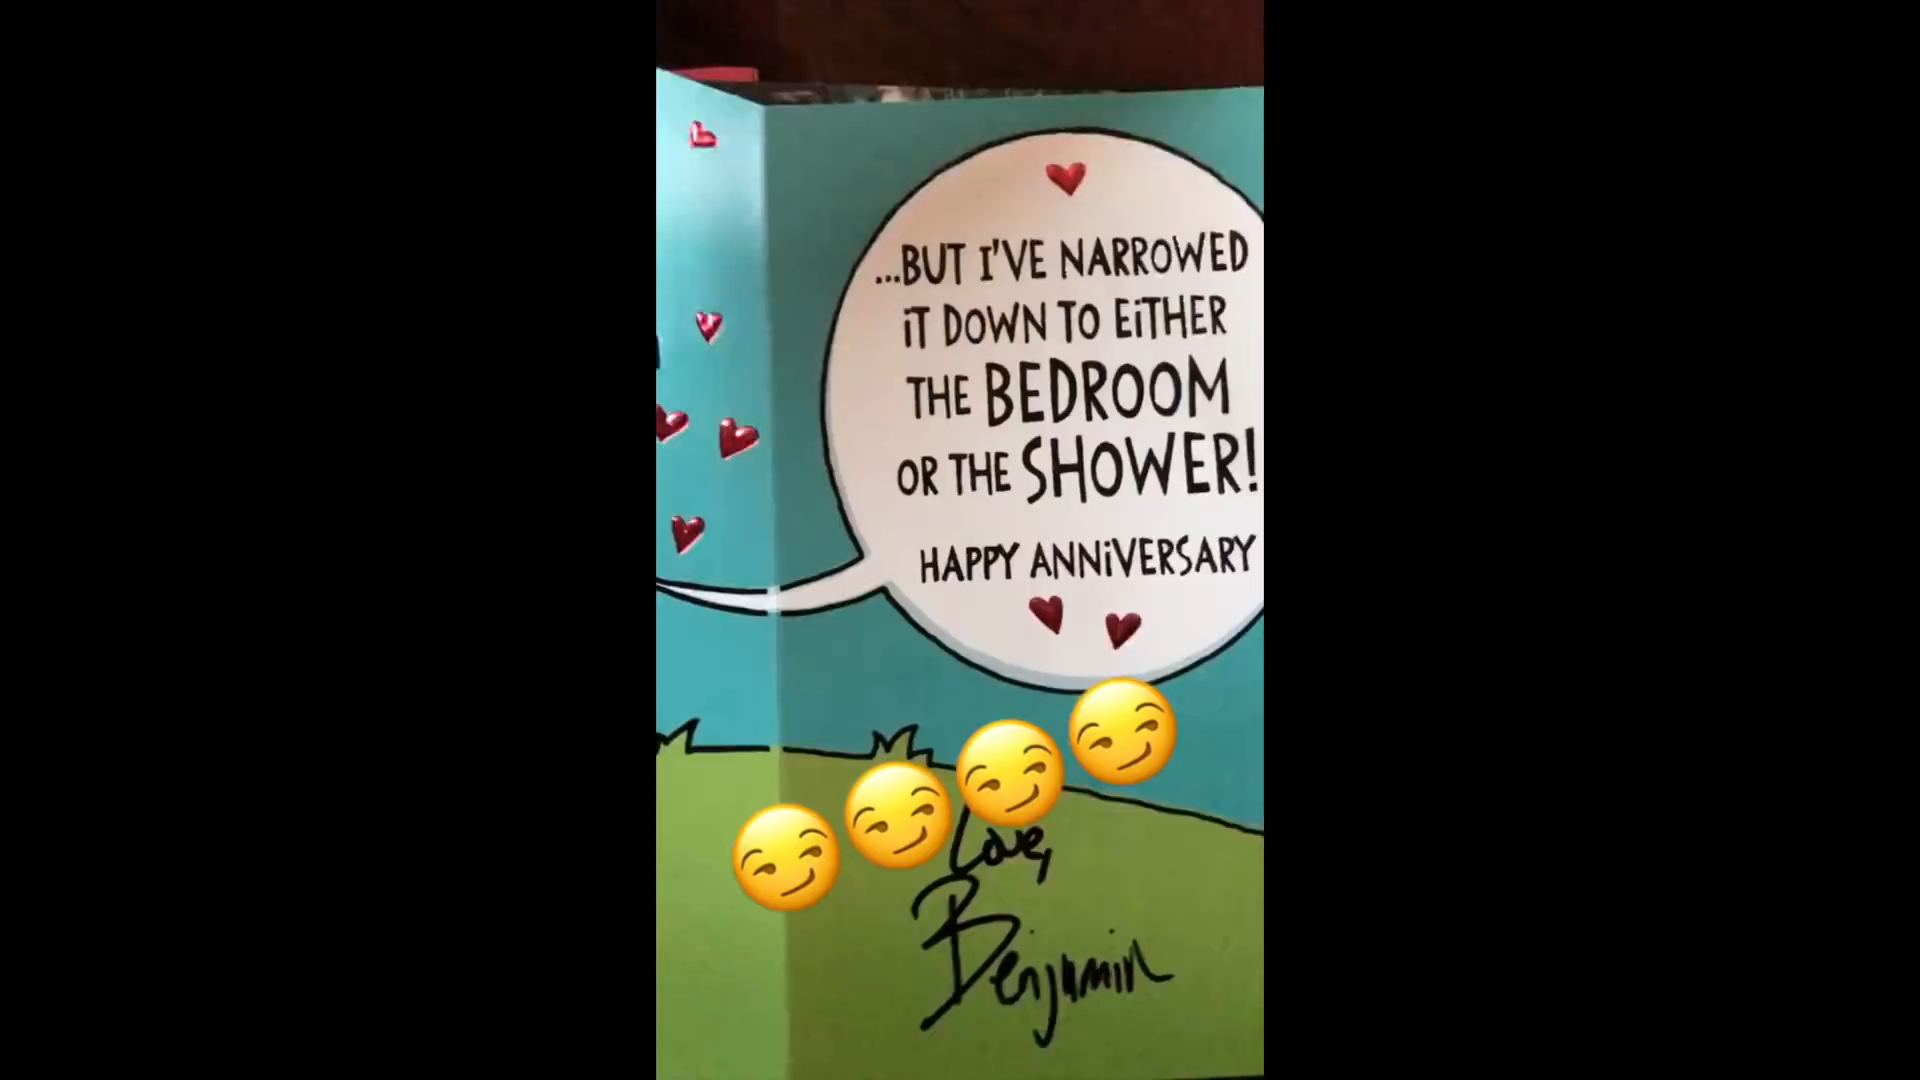 ...BUT I'VE NARROWED
iT DOWN TO EiTHER
THE BEDROOM
OR THE SHOWER!
HAPPY ANNiVERSARY
Love,
Benjamin